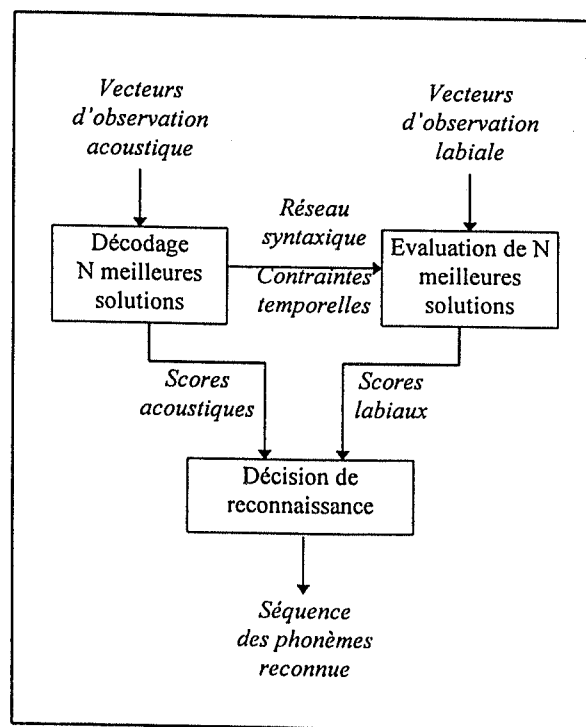 Vecteurs
d'observation
acoustique
Vecteurs
d'observation
labiale
Décodage
N meilleures
solutions
Réseau
syntaxique
Contraintes
temporelles
Evaluation de N
meilleures
solutions
Scores
acoustiques
Scores
labiaux
Décision de
reconnaissance
Séquence
des phonèmes
reconnue